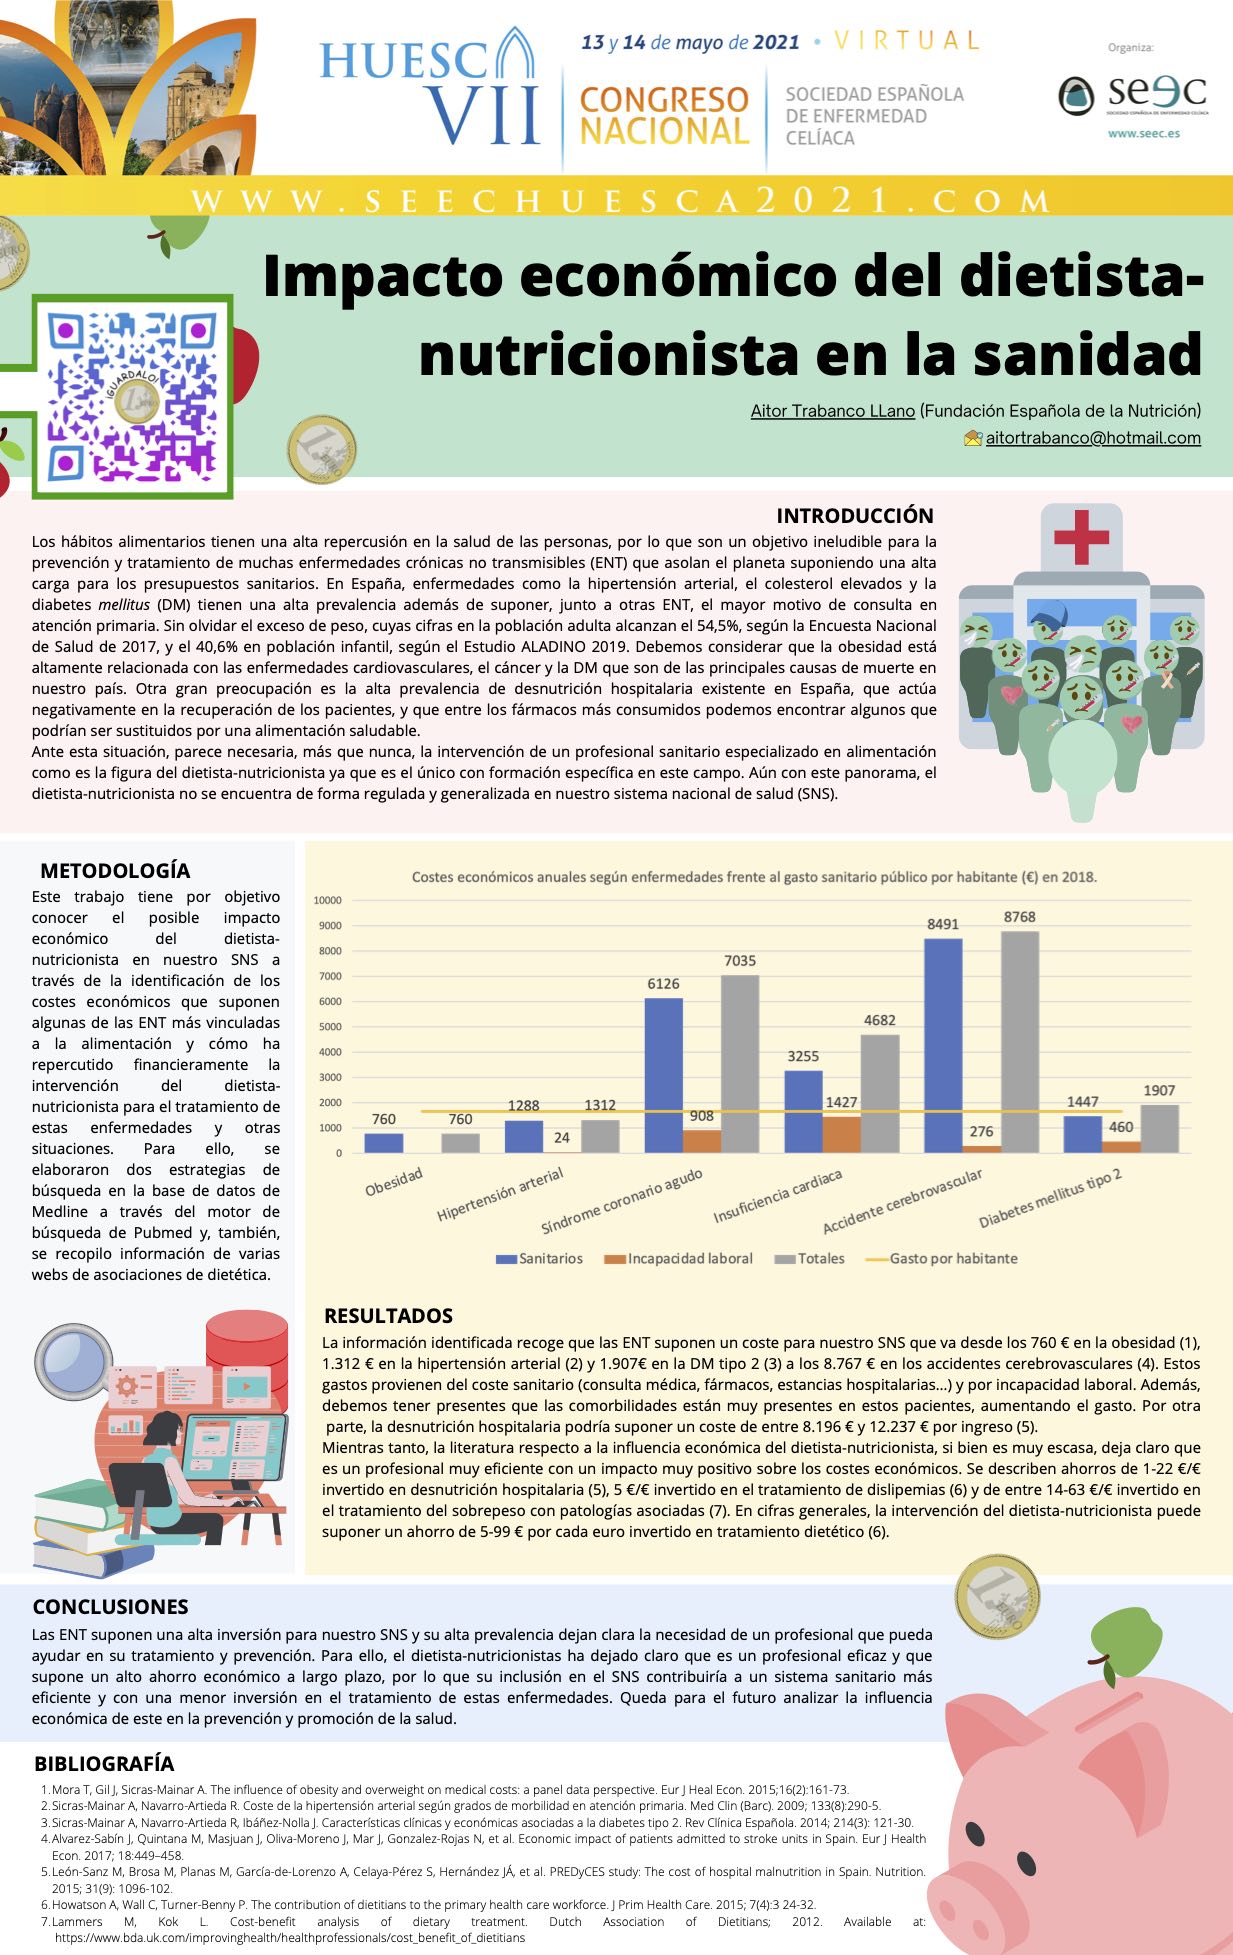 HUESCA
VII
13 y 14 de mayo de 2021 • VIRTUAL
CONGRESO
NACIONAL
SOCIEDAD ESPAÑOLA
DE ENFERMEDAD
CELÍACA
Organiza:
seec
SOCIEDAD ESPAÑOLA DE ENFERMEDAD CELÍACA
www.seec.es
WWW.SEECHUESCA2021.COM
Impacto económico del dietista-
nutricionista en la sanidad
¡GUARDALO!
Aitor Trabanco LLano (Fundación Española de la Nutrición)
aitortrabanco@hotmail.com
INTRODUCCIÓN
Los hábitos alimentarios tienen una alta repercusión en la salud de las personas, por lo que son un objetivo ineludible para la
prevención y tratamiento de muchas enfermedades crónicas no transmisibles (ENT) que asolan el planeta suponiendo una alta
carga para los presupuestos sanitarios. En España, enfermedades como la hipertensión arterial, el colesterol elevados y la
diabetes mellitus (DM) tienen una alta prevalencia además de suponer, junto a otras ENT, el mayor motivo de consulta en
atención primaria. Sin olvidar el exceso de peso, cuyas cifras en la población adulta alcanzan el 54,5%, según la Encuesta Nacional
de Salud de 2017, y el 40,6% en población infantil, según el Estudio ALADINO 2019. Debemos considerar que la obesidad está
altamente relacionada con las enfermedades cardiovasculares, el cáncer y la DM que son de las principales causas de muerte en
nuestro país. Otra gran preocupación es la alta prevalencia de desnutrición hospitalaria existente en España, que actúa
negativamente en la recuperación de los pacientes, y que entre los fármacos más consumidos podemos encontrar algunos que
podrían ser sustituidos por una alimentación saludable.
Ante esta situación, parece necesaria, más que nunca, la intervención de un profesional sanitario especializado en alimentación
como es la figura del dietista-nutricionista ya que es el único con formación específica en este campo. Aún con este panorama, el
dietista-nutricionista no se encuentra de forma regulada y generalizada en nuestro sistema nacional de salud (SNS).
METODOLOGÍA
Este trabajo tiene por objetivo
conocer el posible impacto
económico del dietista-
nutricionista en nuestro SNS a
través de la identificación de los
costes económicos que suponen
algunas de las ENT más vinculadas
a la alimentación y cómo ha
repercutido financieramente la
intervención del dietista-
nutricionista para el tratamiento de
estas enfermedades y otras
situaciones. Para ello, se
elaboraron dos estrategias de
búsqueda en la base de datos de
Medline a través del motor de
búsqueda de Pubmed y, también,
se recopilo información de varias
webs de asociaciones de dietética.
Costes económicos anuales según enfermedades frente al gasto sanitario público por habitante (€) en 2018.
10000
9000
8000
7000
6000
5000
4000
3000
2000
1000
0
760
760
1288
24
1312
6126
908
7035
3255
1427
4682
8491
276
8768
1447
460
1907
Obesidad
Hipertensión arterial
Síndrome coronario agudo
Insuficiencia cardiaca
Accidente cerebrovascular
Diabetes mellitus tipo 2
Sanitarios
Incapacidad laboral
Totales
Gasto por habitante
RESULTADOS
La información identificada recoge que las ENT suponen un coste para nuestro SNS que va desde los 760 € en la obesidad (1),
1.312 € en la hipertensión arterial (2) y 1.907€ en la DM tipo 2 (3) a los 8.767 € en los accidentes cerebrovasculares (4). Estos
gastos provienen del coste sanitario (consulta médica, fármacos, estancias hospitalarias...) y por incapacidad laboral. Además,
debemos tener presentes que las comorbilidades están muy presentes en estos pacientes, aumentando el gasto. Por otra
parte, la desnutrición hospitalaria podría suponer un coste de entre 8.196 € y 12.237 € por ingreso (5).
Mientras tanto, la literatura respecto a la influencia económica del dietista-nutricionista, si bien es muy escasa, deja claro que
es un profesional muy eficiente con un impacto muy positivo sobre los costes económicos. Se describen ahorros de 1-22 €/€
invertido en desnutrición hospitalaria (5), 5 €/€ invertido en el tratamiento de dislipemias (6) y de entre 14-63 €/€ invertido en
el tratamiento del sobrepeso con patologías asociadas (7). En cifras generales, la intervención del dietista-nutricionista puede
suponer un ahorro de 5-99 € por cada euro invertido en tratamiento dietético (6).
CONCLUSIONES
Las ENT suponen una alta inversión para nuestro SNS y su alta prevalencia dejan clara la necesidad de un profesional que pueda
ayudar en su tratamiento y prevención. Para ello, el dietista-nutricionistas ha dejado claro que es un profesional eficaz y que
supone un alto ahorro económico a largo plazo, por lo que su inclusión en el SNS contribuiría a un sistema sanitario más
eficiente y con una menor inversión en el tratamiento de estas enfermedades. Queda para el futuro analizar la influencia
económica de este en la prevención y promoción de la salud.
BIBLIOGRAFÍA
1. Mora T, Gil J, Sicras-Mainar A. The influence of obesity and overweight on medical costs: a panel data perspective. Eur J Heal Econ. 2015;16(2):161-73.
2. Sicras-Mainar A, Navarro-Artieda R. Coste de la hipertensión arterial según grados de morbilidad en atención primaria. Med Clin (Barc). 2009; 133(8):290-5.
3. Sicras-Mainar A, Navarro-Artieda R, Ibáñez-Nolla J. Características clínicas y económicas asociadas a la diabetes tipo 2. Rev Clínica Española. 2014; 214(3): 121-30.
4. Alvarez-Sabín J, Quintana M, Masjuan J, Oliva-Moreno J, Mar J, Gonzalez-Rojas N, et al. Economic impact of patients admitted to stroke units in Spain. Eur J Health
Econ. 2017; 18:449–458.
5. León-Sanz M, Brosa M, Planas M, García-de-Lorenzo A, Celaya-Pérez S, Hernández JÁ, et al. PREDyCES study: The cost of hospital malnutrition in Spain. Nutrition.
2015; 31(9): 1096-102.
6. Howatson A, Wall C, Turner-Benny P. The contribution of dietitians to the primary health care workforce. J Prim Health Care. 2015; 7(4):3 24-32.
7. Lammers M, Kok L. Cost-benefit analysis of dietary treatment. Dutch Association of Dietitians; 2012. Available at:
https://www.bda.uk.com/improvinghealth/healthprofessionals/cost_benefit_of_dietitians